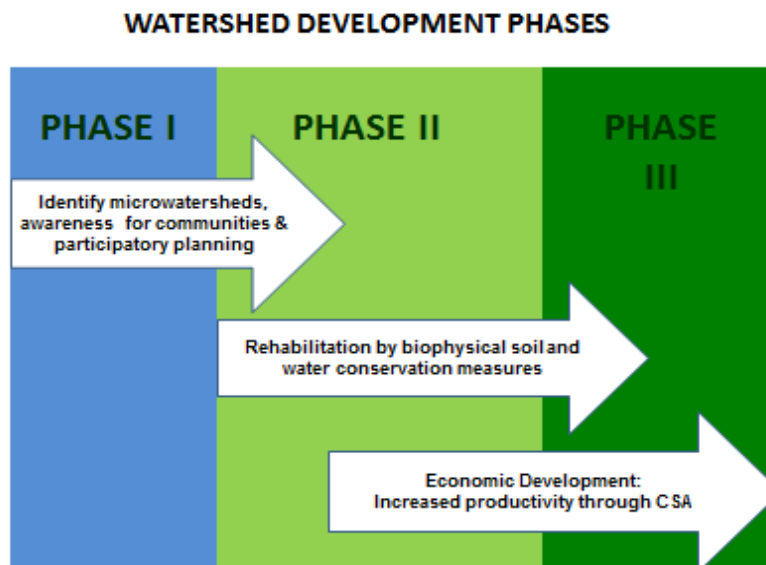 WATERSHED DEVELOPMENT PHASES
PHASE I
PHASE II
PHASE
III
Identify microwatersheds,
awareness for communities &
participatory planning
Rehabilitation by biophysical soil and
water conservation measures
Economic Development:
Increased productivity through CSA